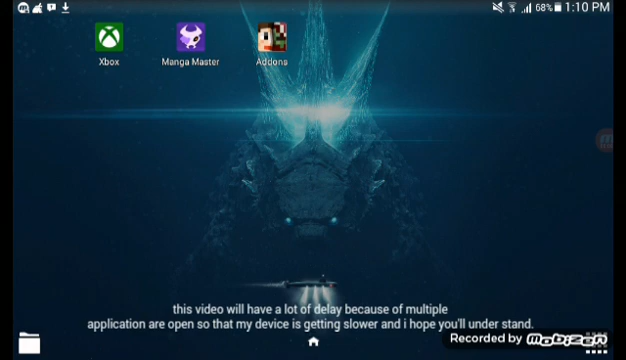 68% 1:10 PM
Xbox
Manga Master
Addons
this video will have a lot of delay because of multiple
application are open so that my device is getting slower and i hope you'll under stand.
Recorded by mobizen